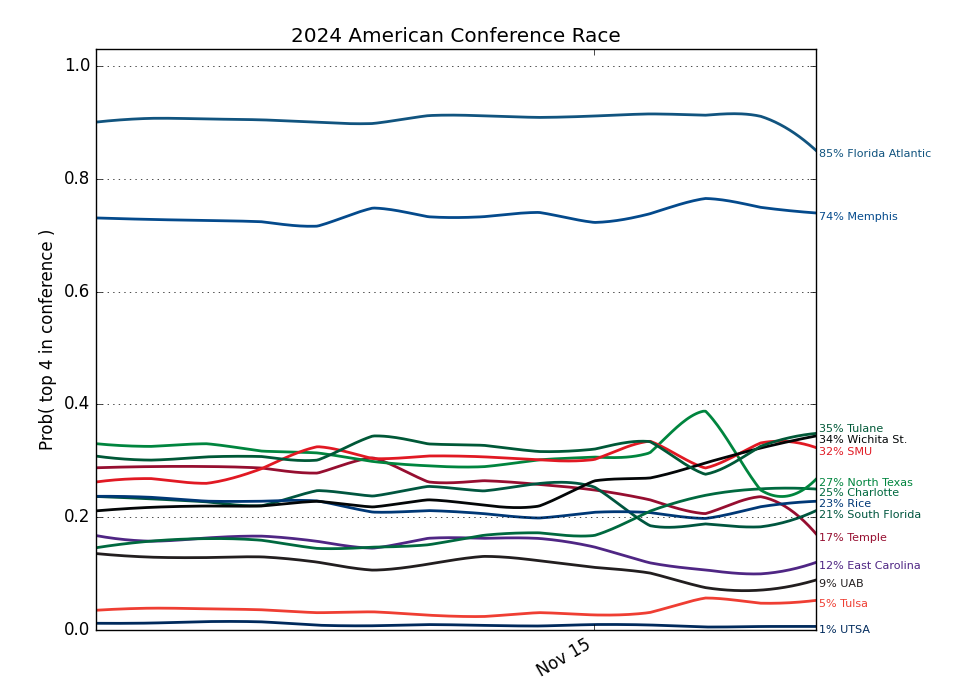 2024 American Conference Race
Prob( top 4 in conference )
1.0
0.8
0.6
0.4
0.2
0.0
Nov 15
85% Florida Atlantic
74% Memphis
35% Tulane
34% Wichita St.
32% SMU
27% North Texas
25% Charlotte
23% Rice
21% South Florida
17% Temple
12% East Carolina
9% UAB
5% Tulsa
1% UTSA